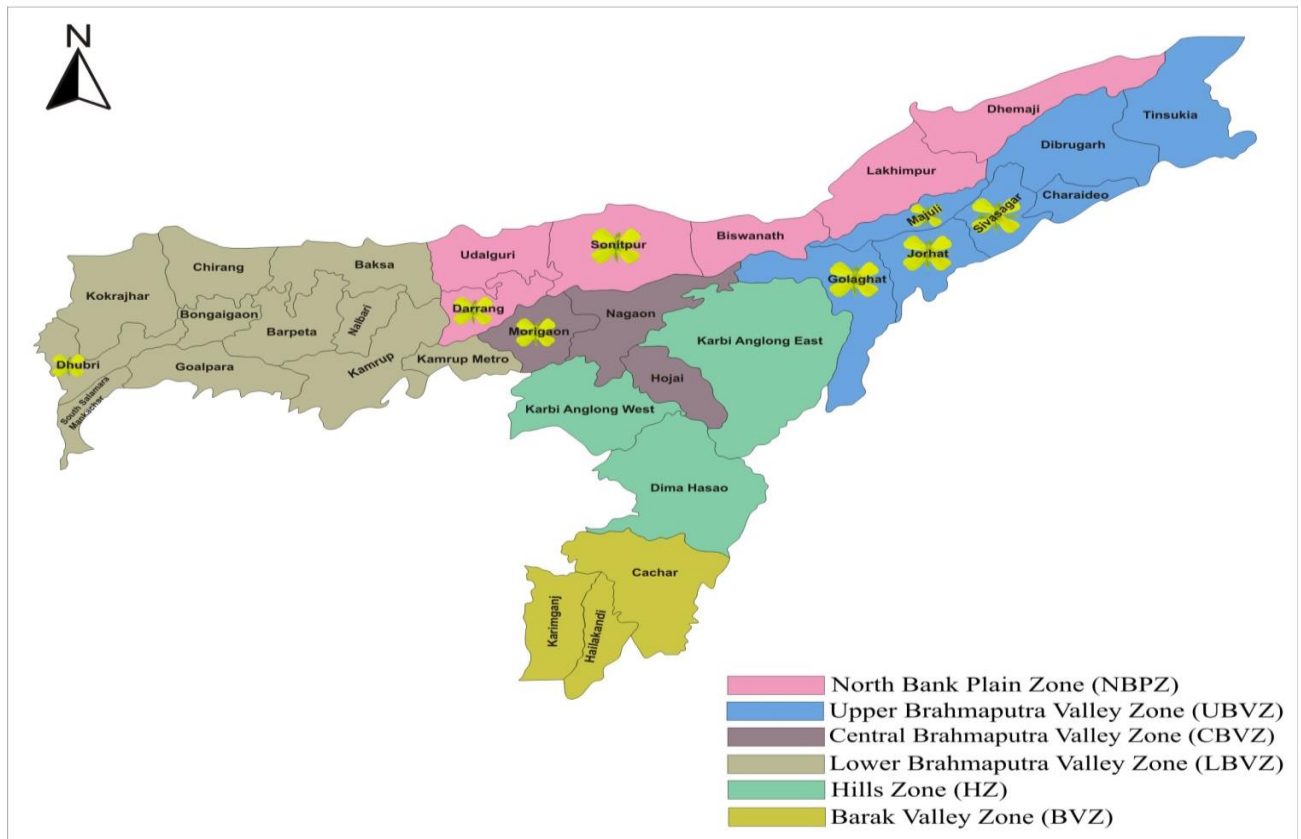 N
Dhemaji
Tinsukia
Dibrugarh
Lakhimpur
Charaideo
Majuli
Sivasagar
Biswanath
Sonitpur
Udalguri
Jorhat
Golaghat
Baksa
Chirang
Kokrajhar
Bongaigaon
Barpeta
Nalbari
Darrang
Nagaon
Morigaon
Karbi Anglong East
Dhubri
Goalpara
Kamrup
Kamrup Metro
Hojai
South Salamara
Mankachar
Karbi Anglong West
Dima Hasao
Cachar
Karimganj
Hailakandi
North Bank Plain Zone (NBPZ)
Upper Brahmaputra Valley Zone (UBVZ)
Central Brahmaputra Valley Zone (CBVZ)
Lower Brahmaputra Valley Zone (LBVZ)
Hills Zone (HZ)
Barak Valley Zone (BVZ)